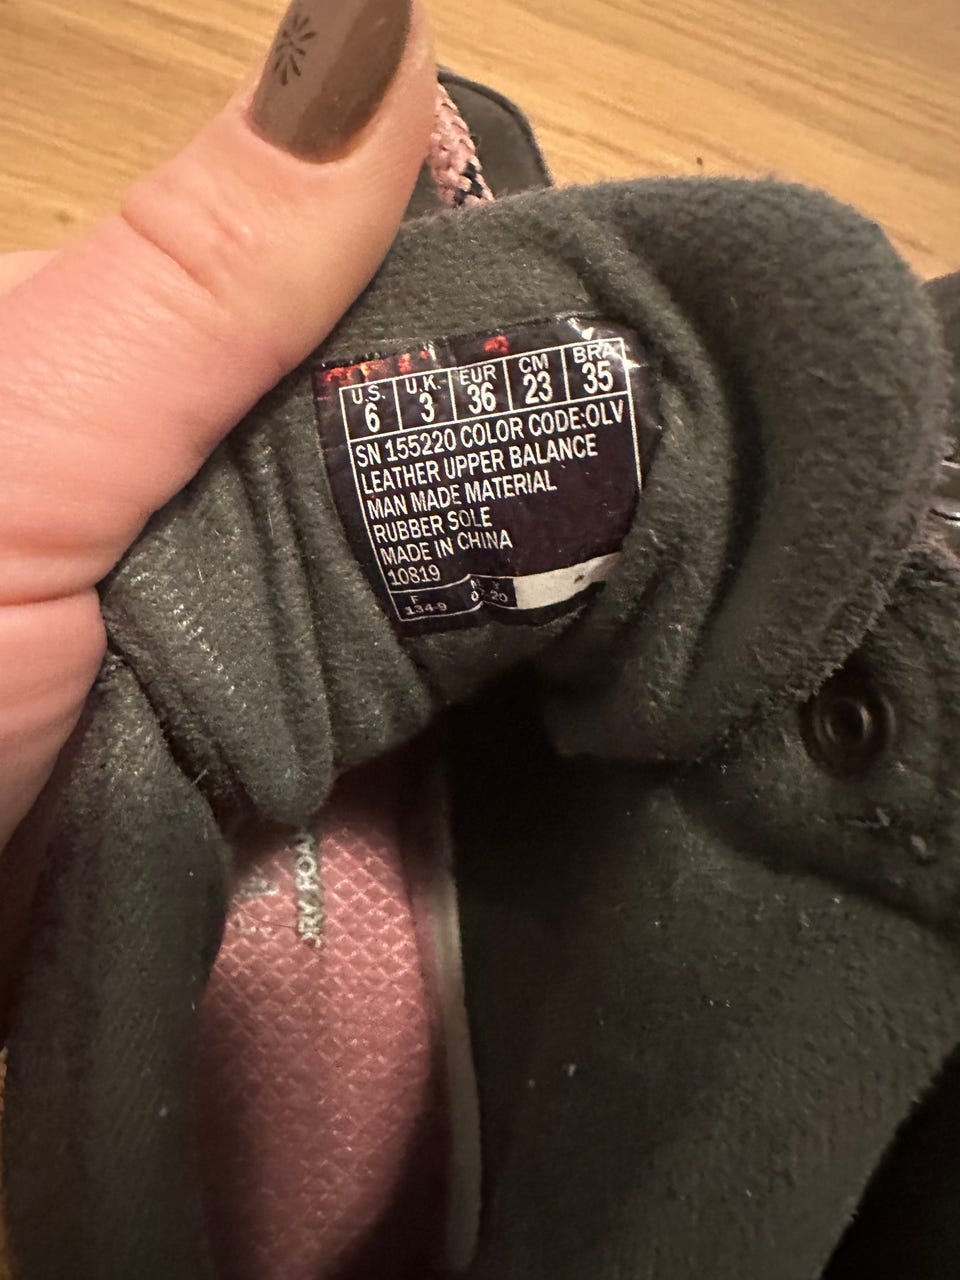 U.S. U.K. EUR CM BRA
6 3 36 23 35
SN 155220 COLOR CODE:OLV
LEATHER UPPER BALANCE
MAN MADE MATERIAL
RUBBER SOLE
MADE IN CHINA
10819
F
134-9